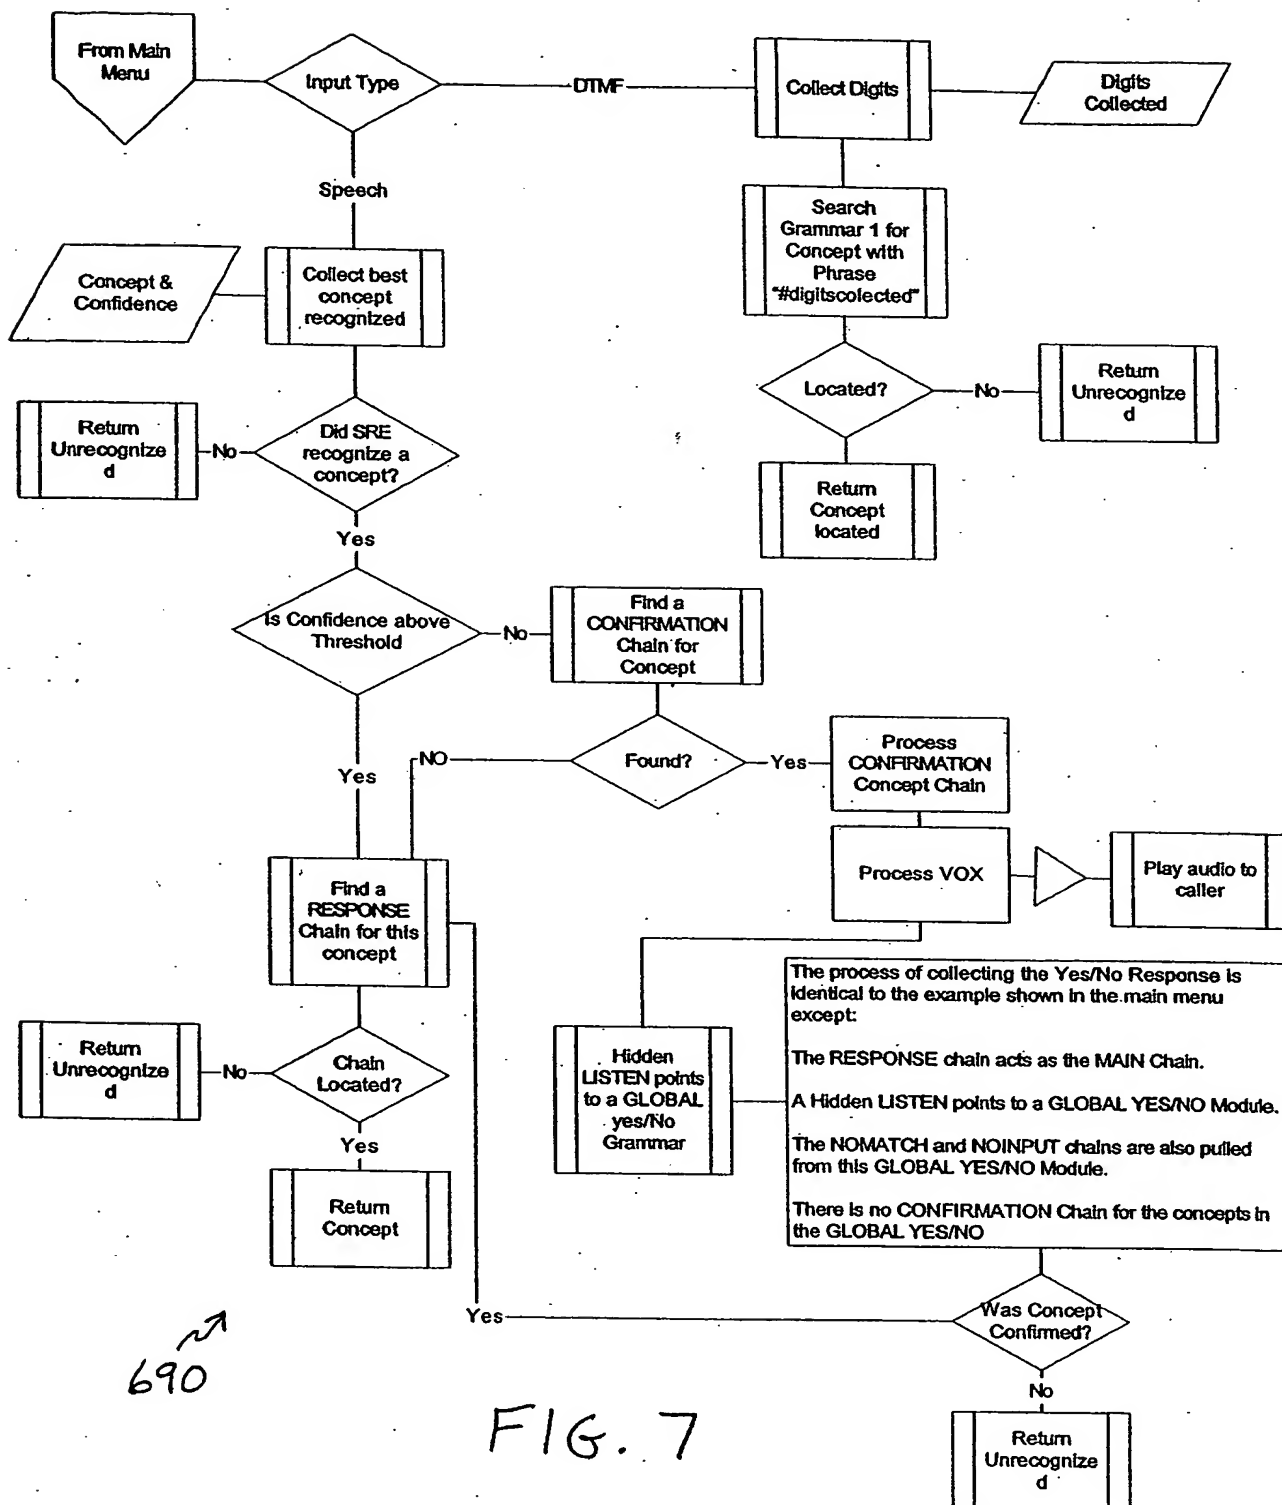 From Main
Menu
Input Type
DTMF
Collect Digits
Digits
Collected
Speech
Search
Grammar 1 for
Concept with
Phrase
"#digitscolected"
Concept &
Confidence
Collect best
concept
recognized
Located?
No
Return
Unrecognize
d
Return
Unrecognize
d
No
Did SRE
recognize a
concept?
Return
Concept
located
Yes
Is Confidence above
Threshold
No
Find a
CONFIRMATION
Chain for
Concept
Yes
NO
Found?
Yes
Process
CONFIRMATION
Concept Chain
Process VOX
Play audio to
caller
Find a
RESPONSE
Chain for this
concept
The process of collecting the Yes/No Response is
identical to the example shown in the main menu
except:
The RESPONSE chain acts as the MAIN Chain.
A Hidden LISTEN points to a GLOBAL YES/NO Module.
The NOMATCH and NOINPUT chains are also pulled
from this GLOBAL YES/NO Module.
There is no CONFIRMATION Chain for the concepts in
the GLOBAL YES/NO
Hidden
LISTEN points
to a GLOBAL
yes/No
Grammar
Return
Unrecognize
d
No
Chain
Located?
Yes
Return
Concept
Yes
Was Concept
Confirmed?
No
Return
Unrecognize
d
690
FIG. 7